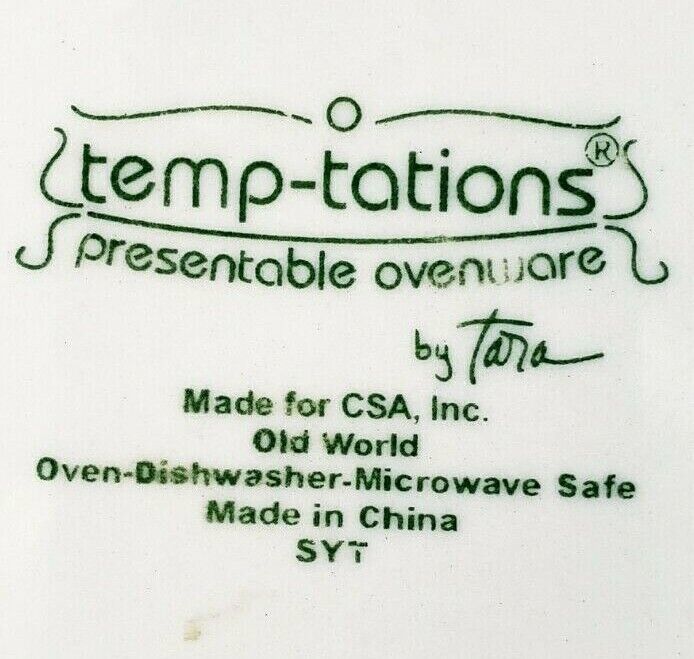 temp-tations®
presentable ovenware
by Tara
Made for CSA, Inc.
Old World
Oven-Dishwasher-Microwave Safe
Made in China
SYT